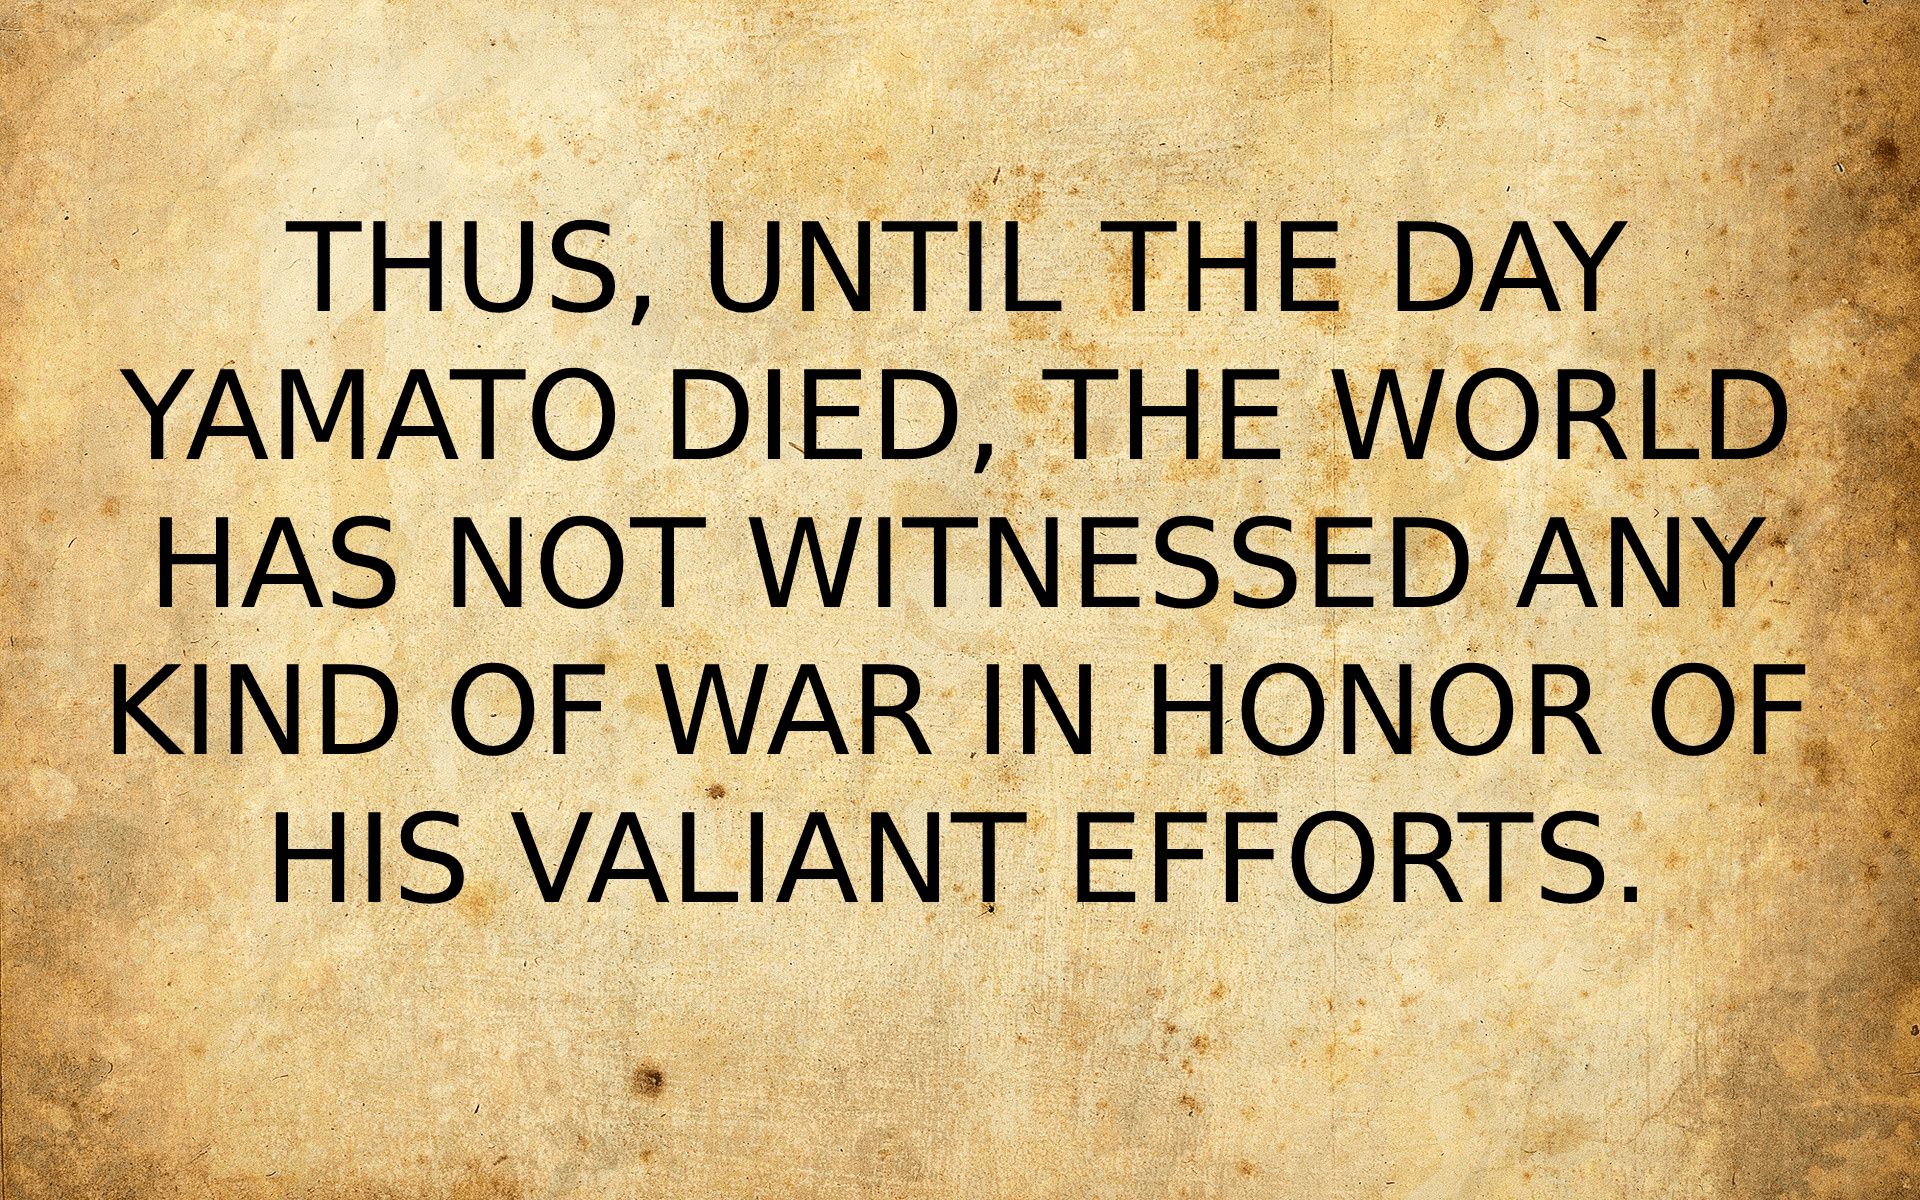 THUS, UNTIL THE DAY
YAMATO DIED, THE WORLD
HAS NOT WITNESSED ANY
KIND OF WAR IN HONOR OF
HIS VALIANT EFFORTS.